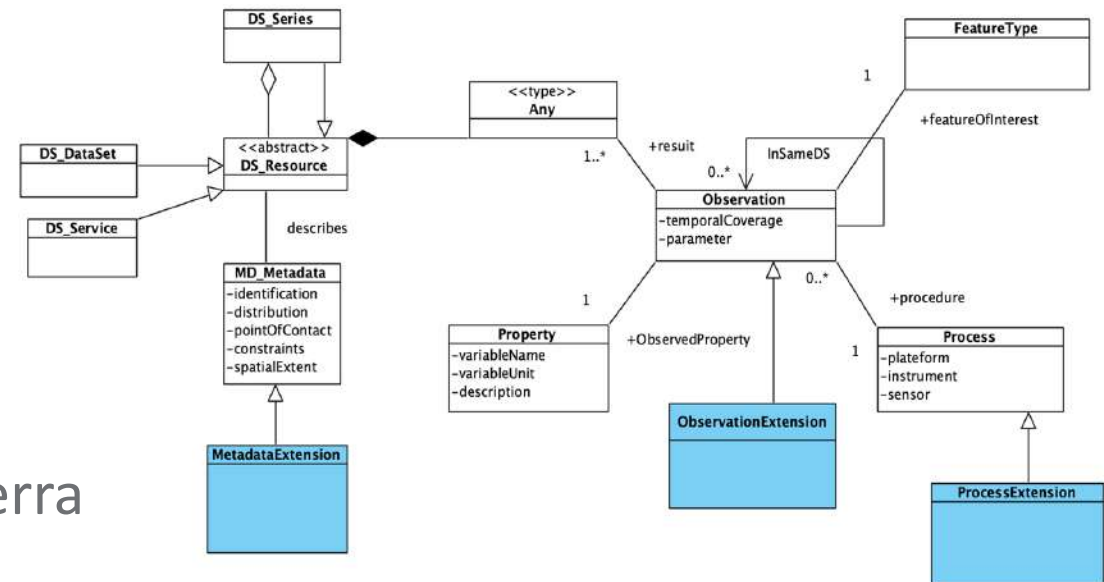 DS_Series
FeatureType
<<type>>
Any
1
+featureOfInterest
DS_DataSet
<<abstract>>
DS_Resource
1..*
+resuit
InSameDS
0..*
Observation
-temporalCoverage
-parameter
DS_Service
describes
MD_Metadata
-identification
-distribution
-pointOfContact
-constraints
-spatialExtent
0..*
1
+procedure
Property
-variableName
-variableUnit
-description
+ObservedProperty
1
Process
-plateform
-instrument
-sensor
ObservationExtension
MetadataExtension
erra
ProcessExtension